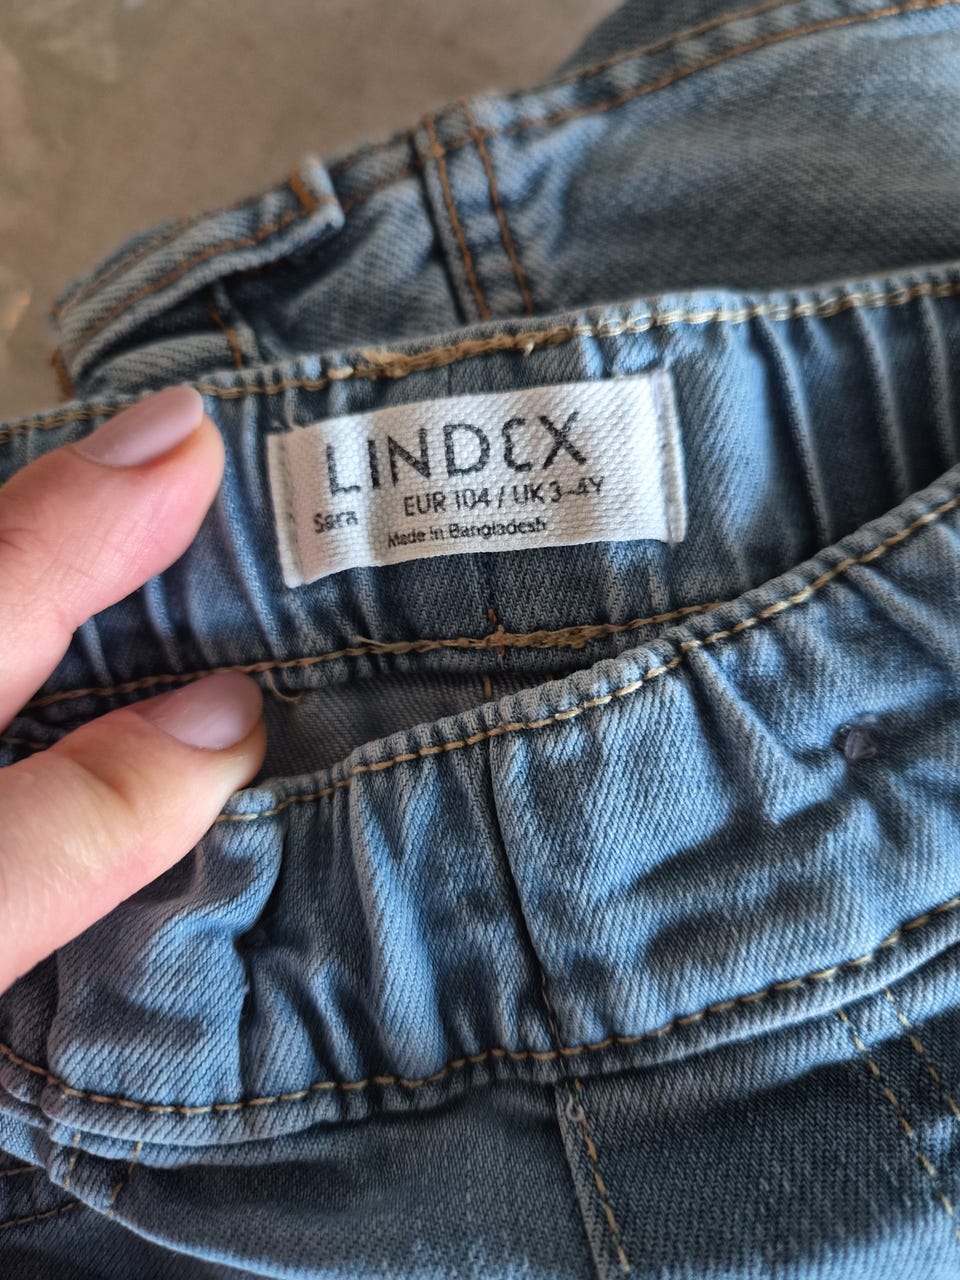 LINDEX
EUR 104 / UK 3-4Y
Sara
Made in Bangladesh